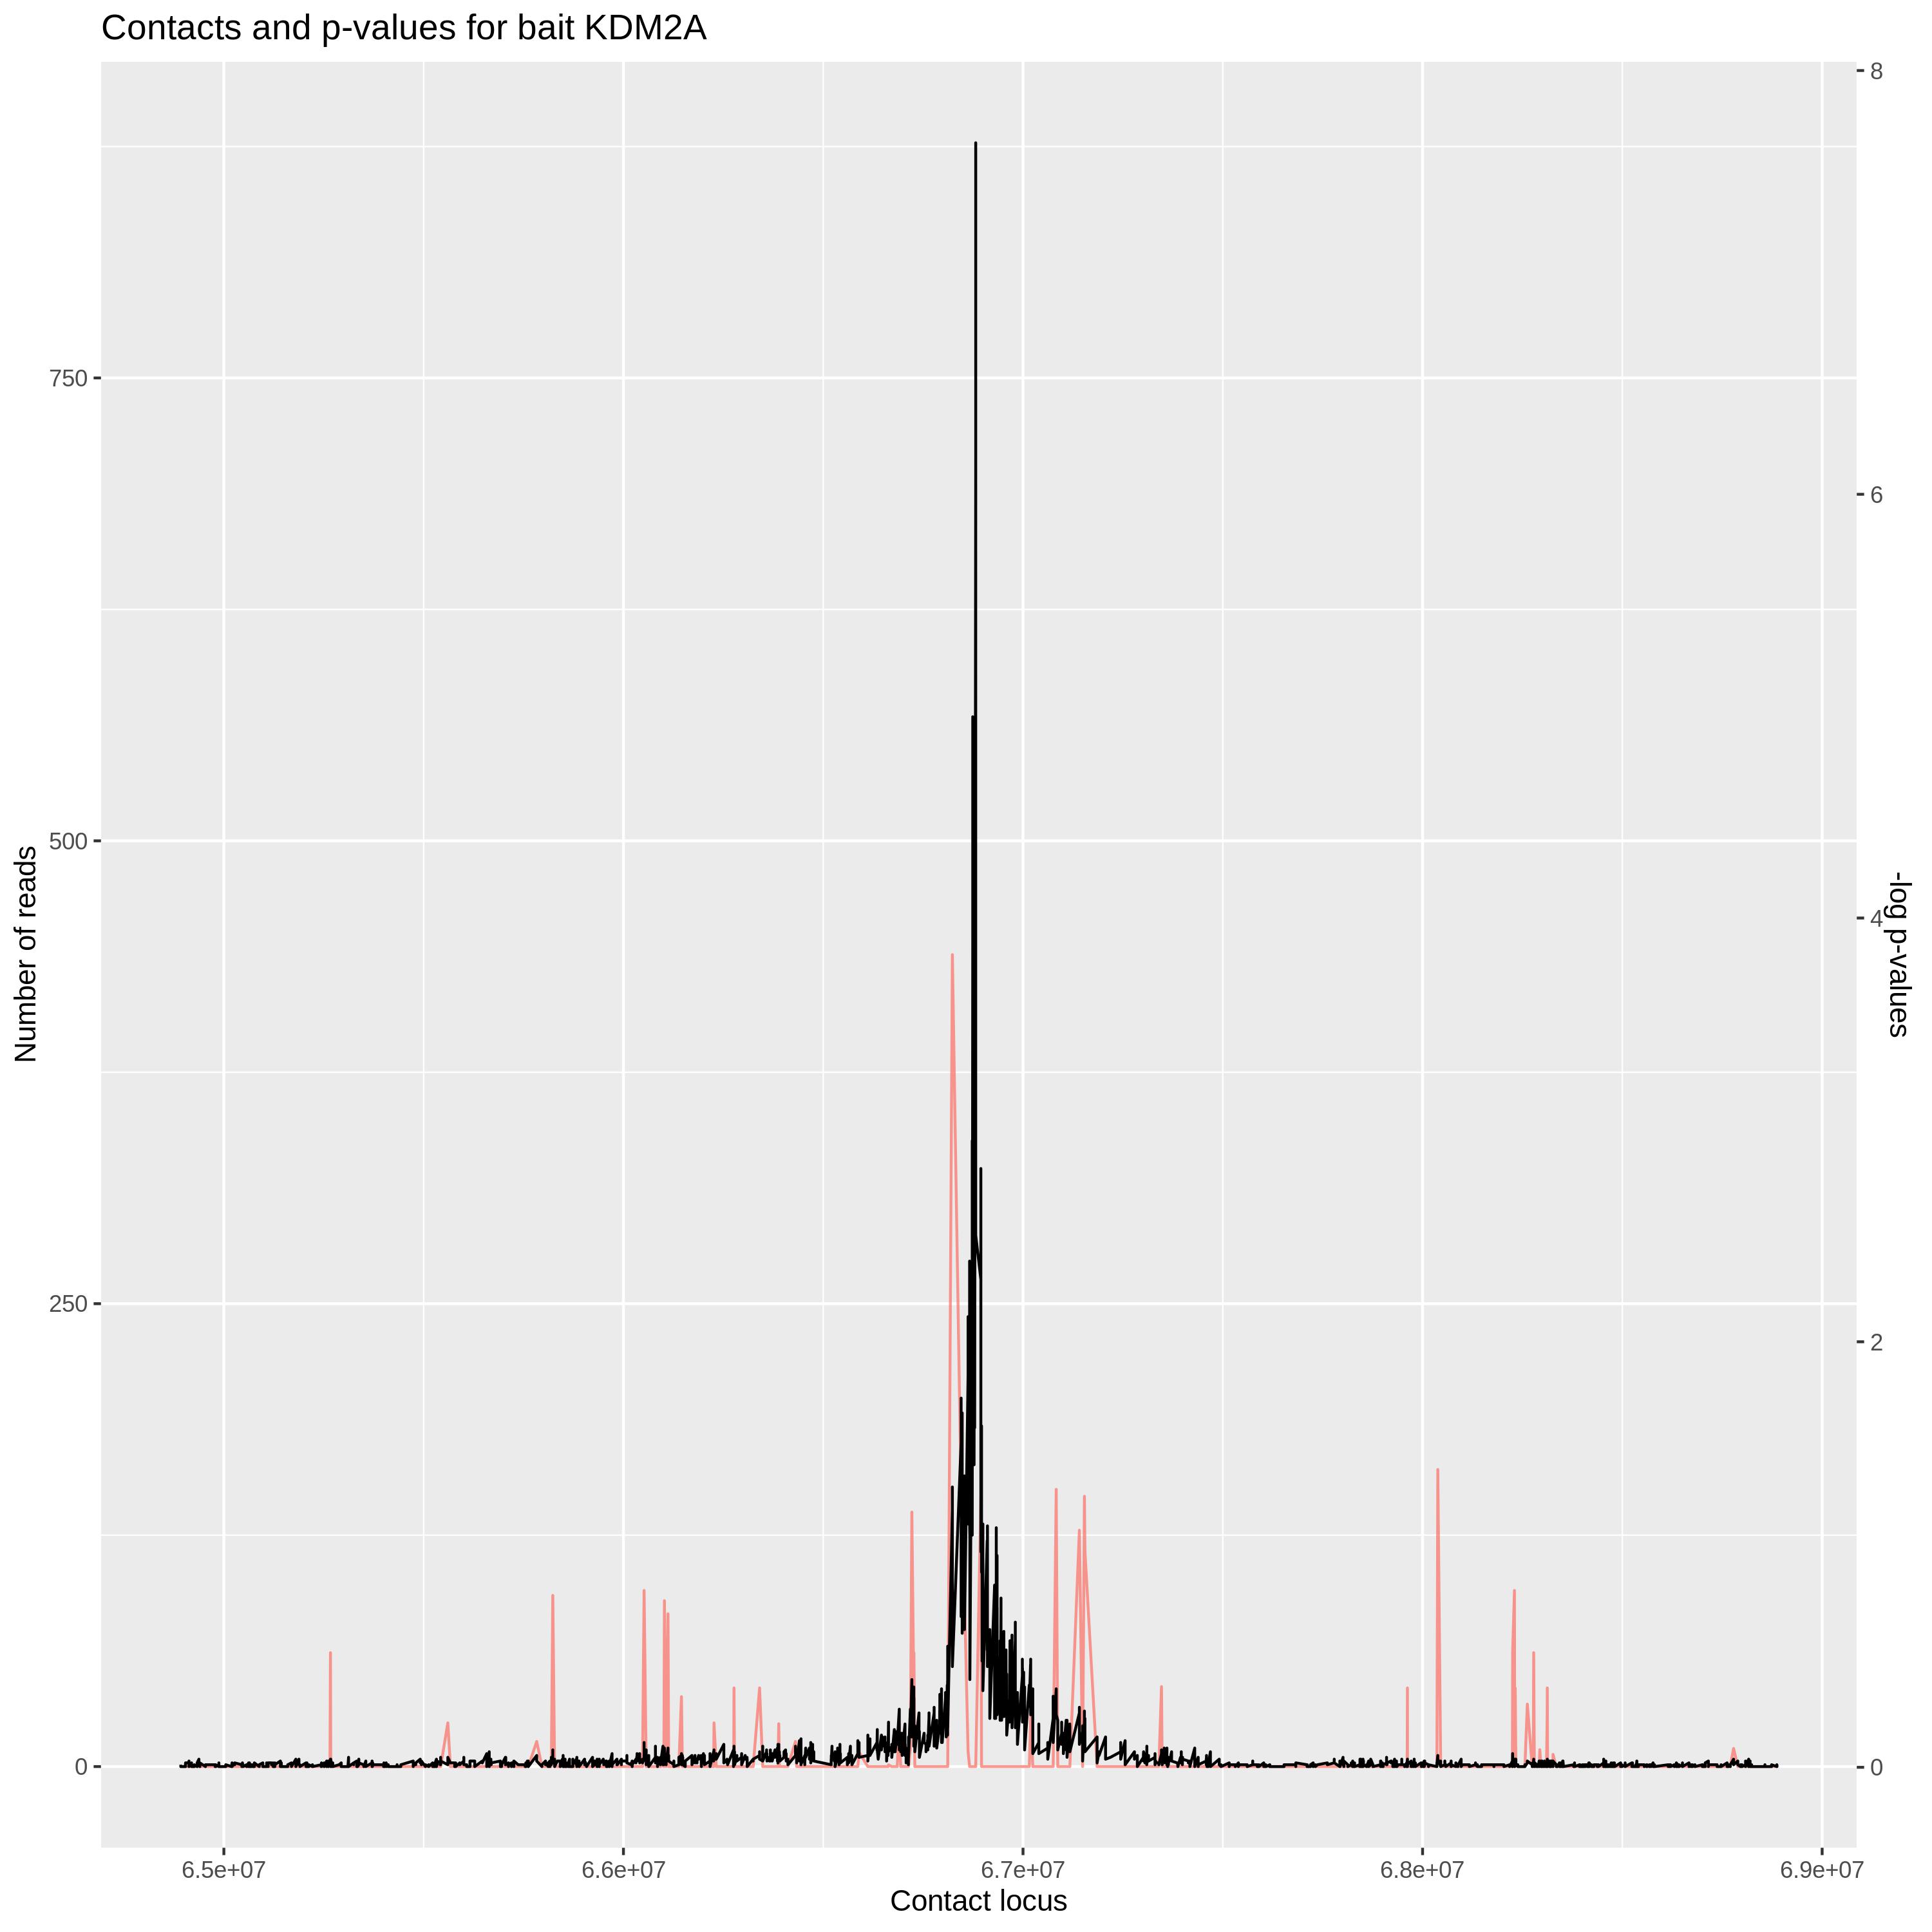 Contacts and p-values for bait KDM2A
8
750
6
500
Number of reads
4
-log p-values
250
2
0
0
6.5e+07
6.6e+07
6.7e+07
6.8e+07
6.9e+07
Contact locus